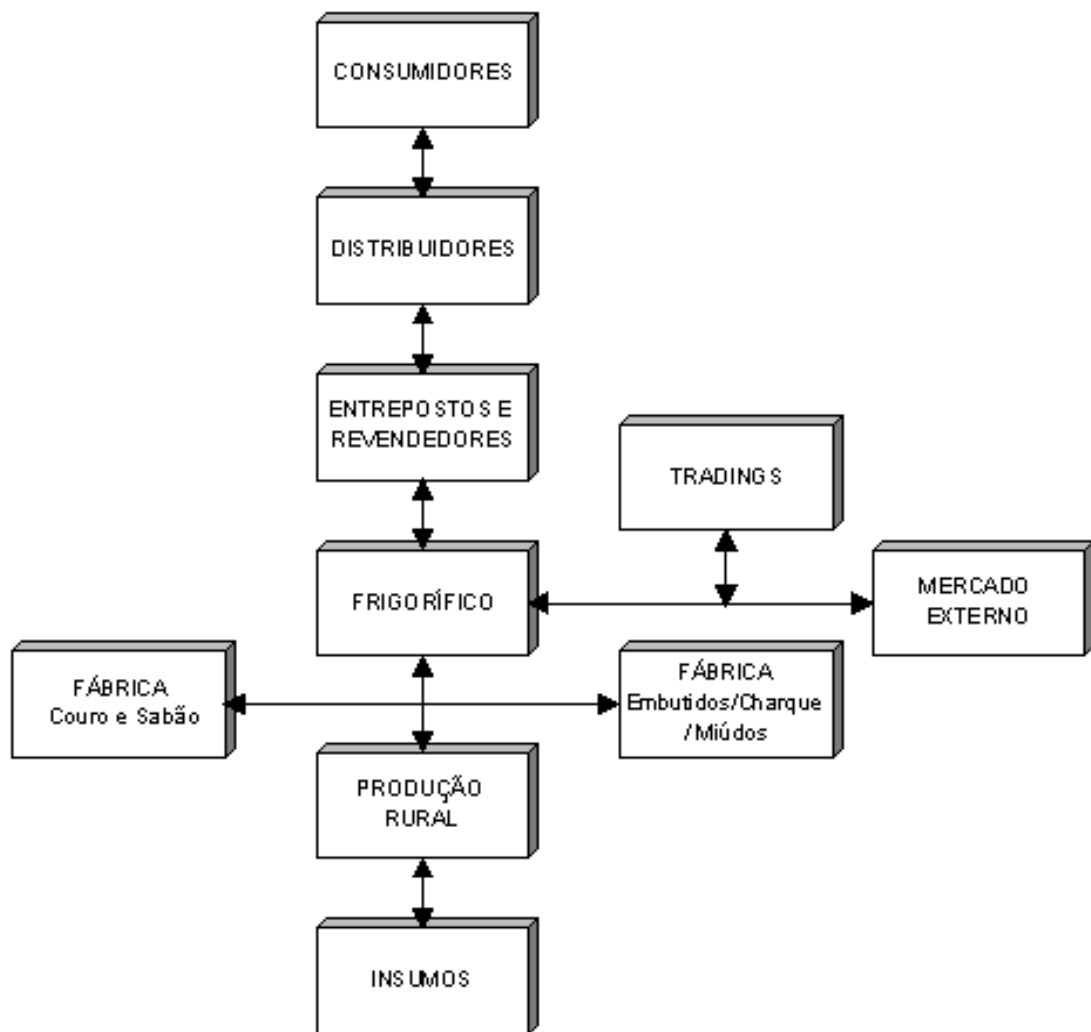 CONSUMIDORES
DISTRIBUIDORES
ENTREPOSTOS E
REVENDEDORES
TRADINGS
FRIGORÍFICO
MERCADO
EXTERNO
FÁBRICA
Couro e Sabão
FÁBRICA
Embutidos/Charque
/Miúdos
PRODUÇÃO
RURAL
INSUMOS